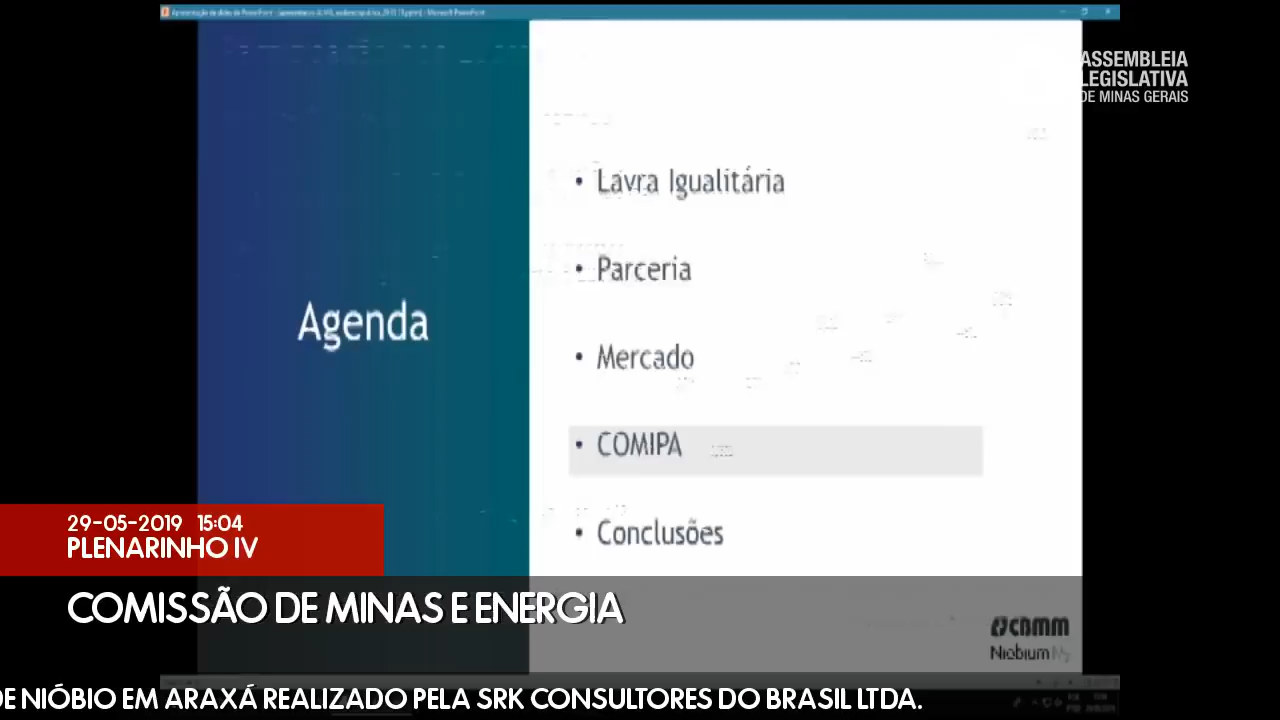 ASSEMBLEIA
LEGISLATIVA
DE MINAS GERAIS
Agenda
• Lavra Igualitária
• Parceria
• Mercado
• COMIPA
• Conclusões
29-05-2019 15:04
PLENARINHO IV
COMISSÃO DE MINAS E ENERGIA
CBMM
Niobium
DE NIÓBIO EM ARAXÁ REALIZADO PELA SRK CONSULTORES DO BRASIL LTDA.